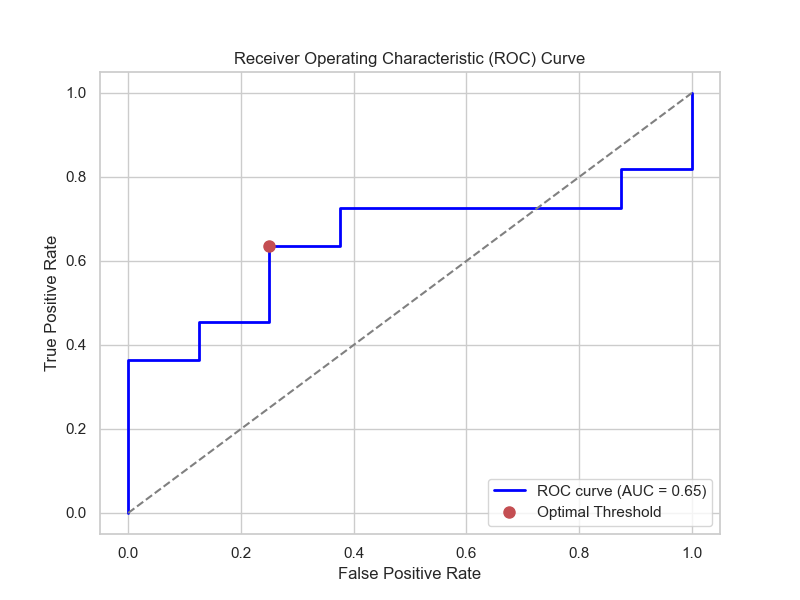 Receiver Operating Characteristic (ROC) Curve
1.0
0.8
0.6
0.4
0.2
0.0
True Positive Rate
ROC curve (AUC = 0.65)
Optimal Threshold
0.0 0.2 0.4 0.6 0.8 1.0
False Positive Rate